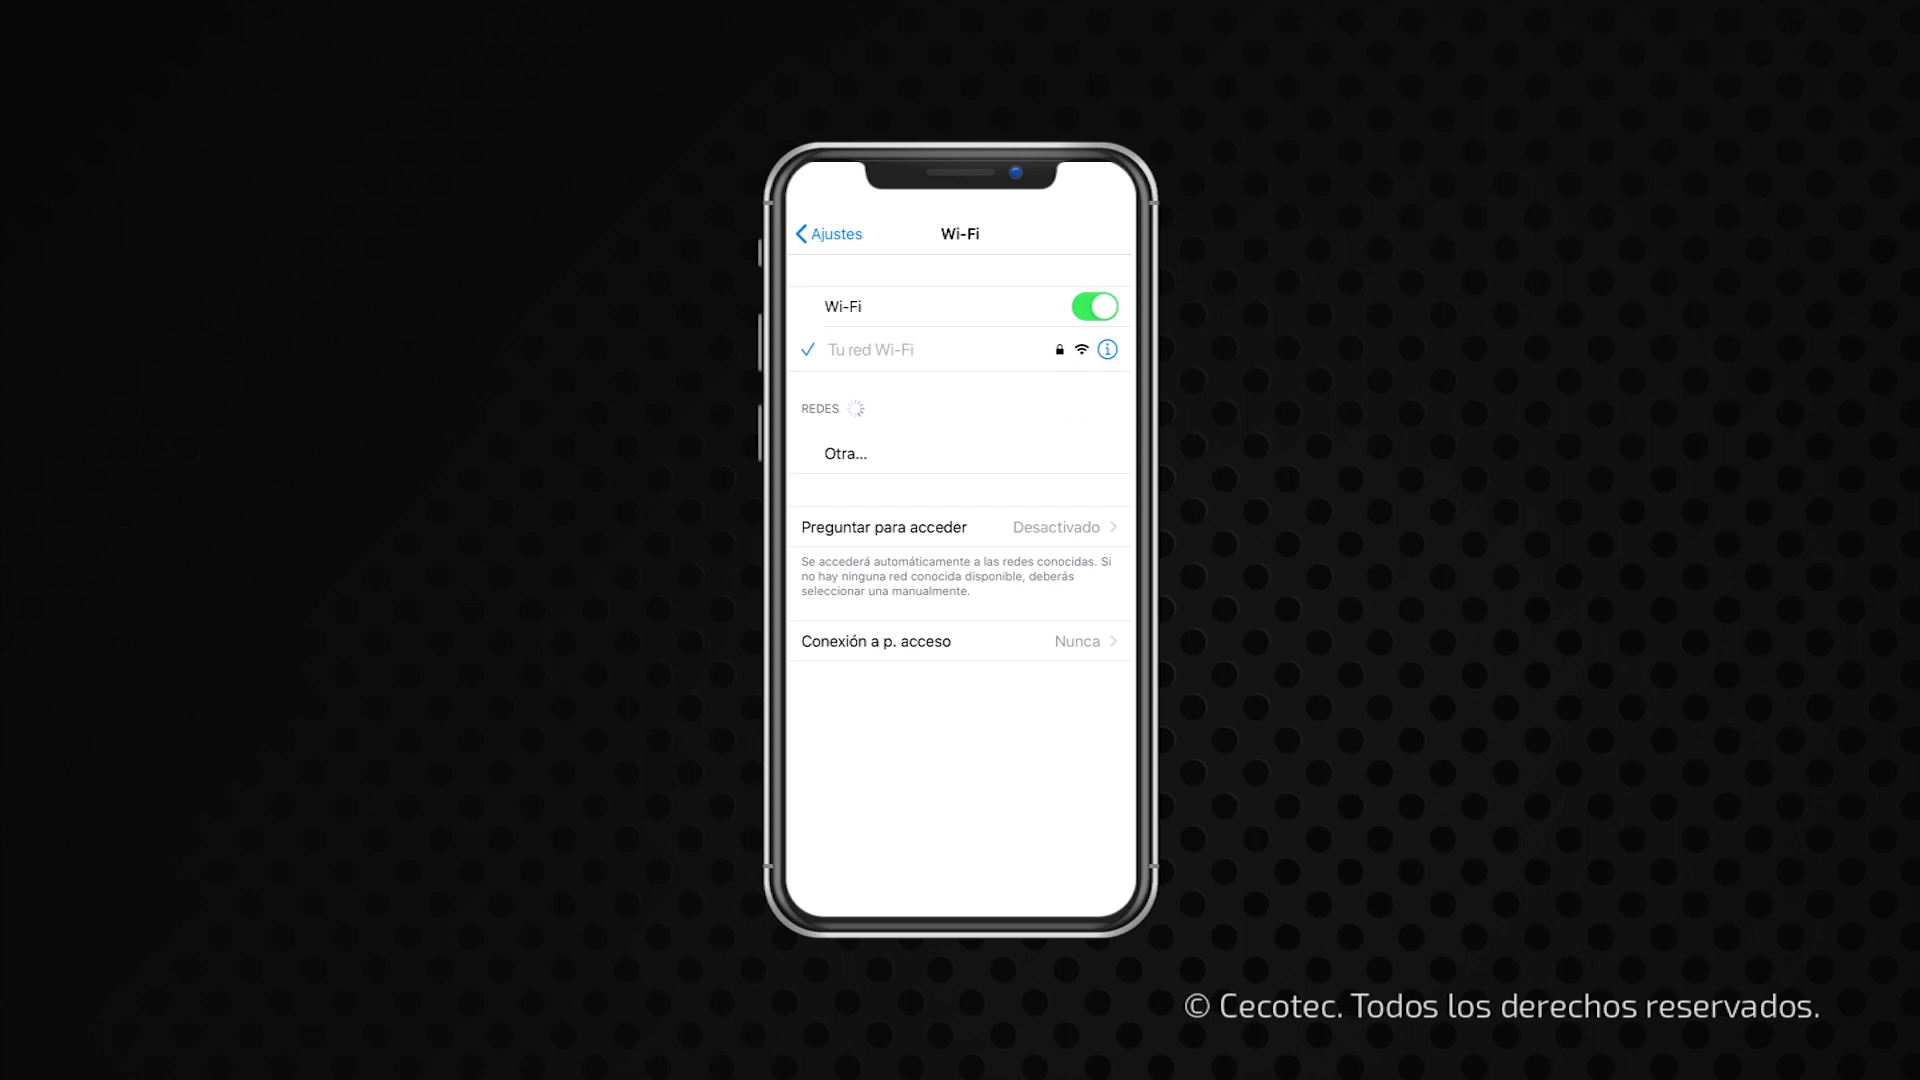 Ajustes
Wi-Fi
Wi-Fi
Tu red Wi-Fi
REDES
Otra...
Preguntar para acceder Desactivado
Se accederá automáticamente a las redes conocidas. Si
no hay ninguna red conocida disponible, deberás
seleccionar una manualmente.
Conexión a p. acceso Nunca
© Cecotec. Todos los derechos reservados.